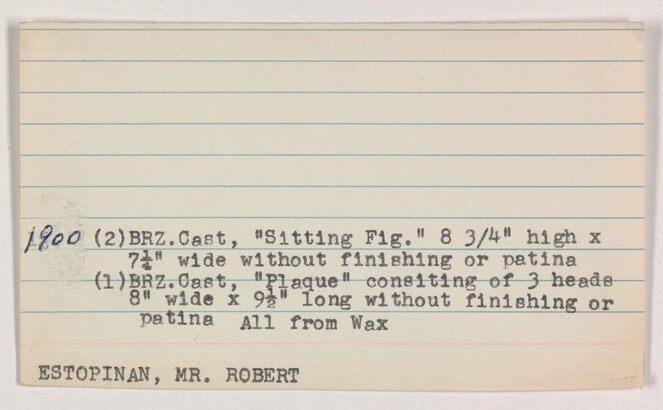 1900 (2)BRZ.Cast, "Sitting Fig." 8 3/4" high x
7¼" wide without finishing or patina
(1)BRZ.Cast, "Plaque" consiting of 3 heads
8" wide x 9½" long without finishing or
patina All from Wax
ESTOPINAN, MR. ROBERT